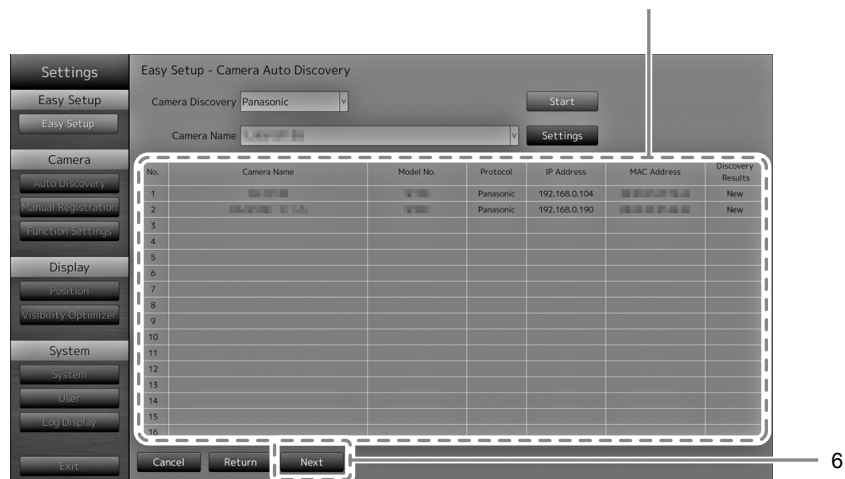 Settings
Easy Setup - Camera Auto Discovery
Easy Setup
Camera Discovery Panasonic Start
Easy Setup
Camera Name Settings
Camera
No. Camera Name Model No. Protocol IP Address MAC Address Discovery Results
Auto Discovery
1 Panasonic 192.168.0.104 New
Manual Registration
2 Panasonic 192.168.0.190 New
3
Function Settings
4
5
Display
6
Position
7
8
Visibility Optimizer
9
10
System
11
System
12
13
User
14
Log Display
15
16
Exit
Cancel Return Next
6